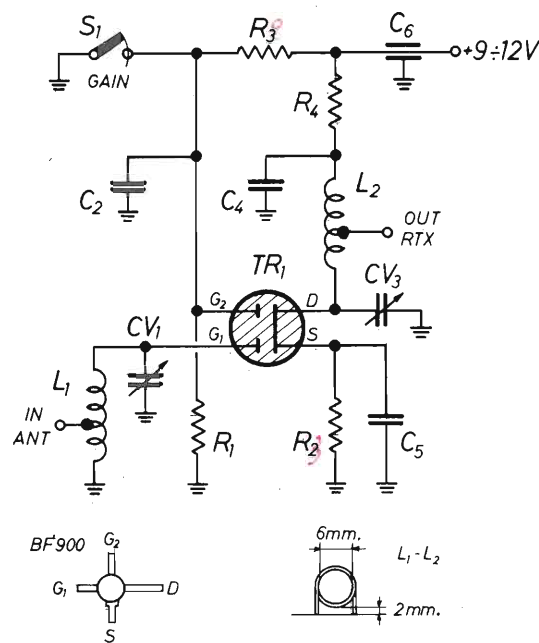 S1
GAIN
R3
C6
+9÷12V
R4
C2
C4
L2
OUT
RTX
TR1
G2
D
CV3
G1
S
CV1
L1
IN
ANT
R1
R2
C5
BF900
G2
G1
D
S
6mm.
L1-L2
2mm.